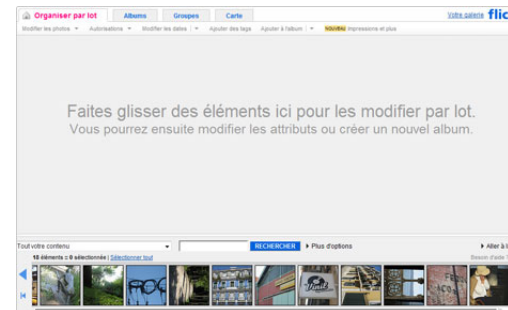 Organiser par lot Albums Groupes Carte Votre galerie flic
Modifier les photos Autorisations Modifier les dates Ajouter des tags Ajouter à l'album NOUVEAU Impressions et plus
Faites glisser des éléments ici pour les modifier par lot.
Vous pourrez ensuite modifier les attributs ou créer un nouvel album.
Tout votre contenu RECHERCHER Plus d'options Aller à l
18 éléments :: 0 sélectionnée | Sélectionner tout Besoin d'aide ?